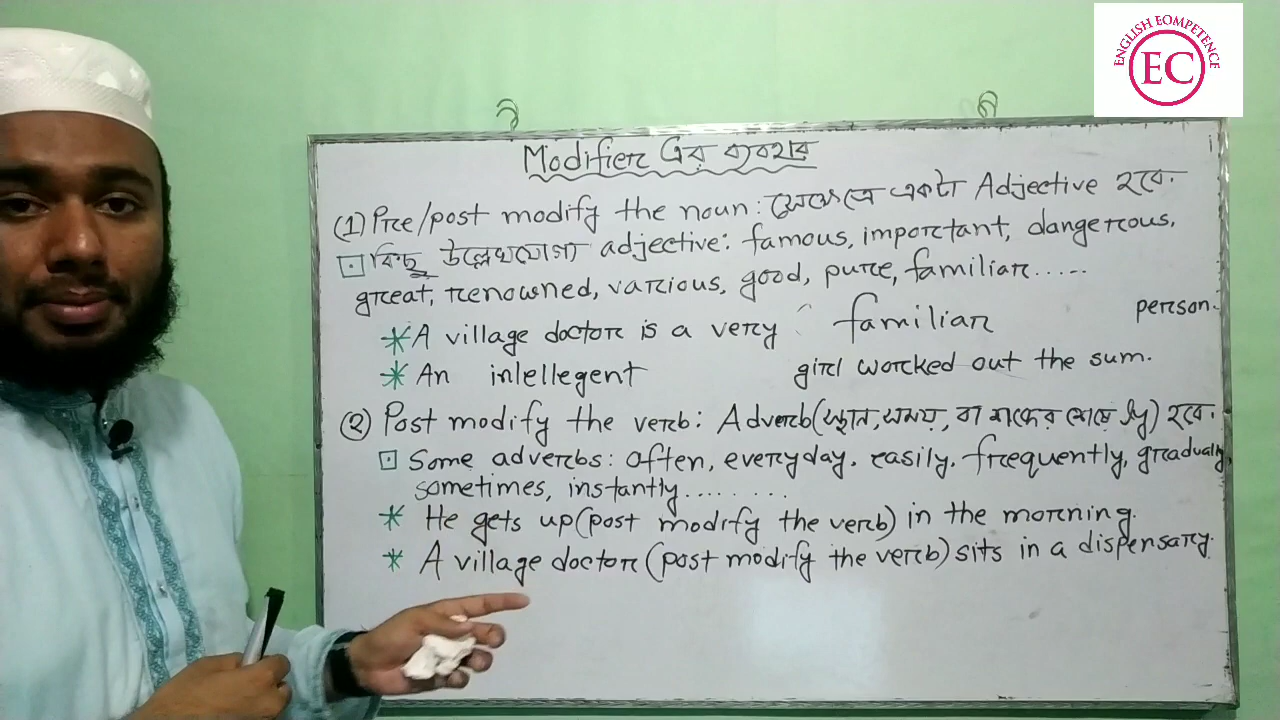 ENGLISH EOMPETENCE
EC
Modifier এর ব্যবহার
(1) Pre/post modify the noun: সেক্ষেত্রে একটা Adjective হবে.
কিছু উল্লেখযোগ্য adjective: famous, important, dangerous,
great, renowned, various, good, pure, familiar.....
* A village doctor is a very familiar person.
* An inlellegent girl worked out the sum.
(2) Post modify the verb: Adverb (স্থান, সময়, বা শব্দের শেষে ly) হবে.
Some adverbs: often, everyday. easily. frequently, gradually,
sometimes, instantly.........
* He gets up (post modify the verb) in the morning.
* A village doctor (post modify the verb) sits in a dispensary.